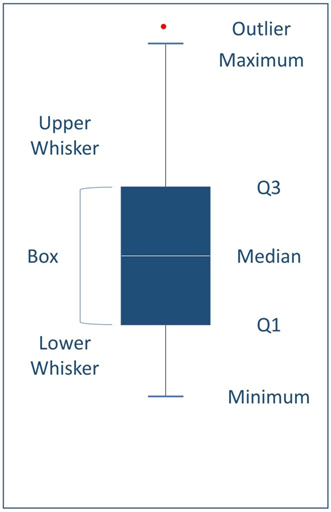 Outlier
Maximum
Upper
Whisker
Q3
Box
Median
Q1
Lower
Whisker
Minimum